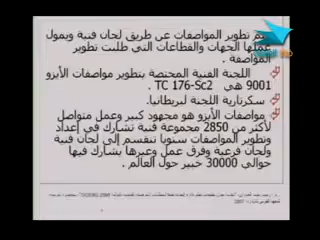 تم تطوير المواصفات عن طريق لجان فنية ويمول
عملها الجهات والقطاعات التي طلبت تطوير
المواصفة .
اللجنة الفنية المختصة بتطوير مواصفات الأيزو
9001 هي TC 176-Sc2 .
سكرتارية اللجنة لبريطانيا.
مواصفات الأيزو هو مجهود كبير وعمل متواصل
لأكثر من 2850 مجموعة فنية تشارك في إعداد
وتطوير المواصفات سنويا تنقسم إلى لجان فنية
ولجان فرعية وفرق عمل وغيرها يشارك فيها
حوالي 30000 خبير حول العالم .